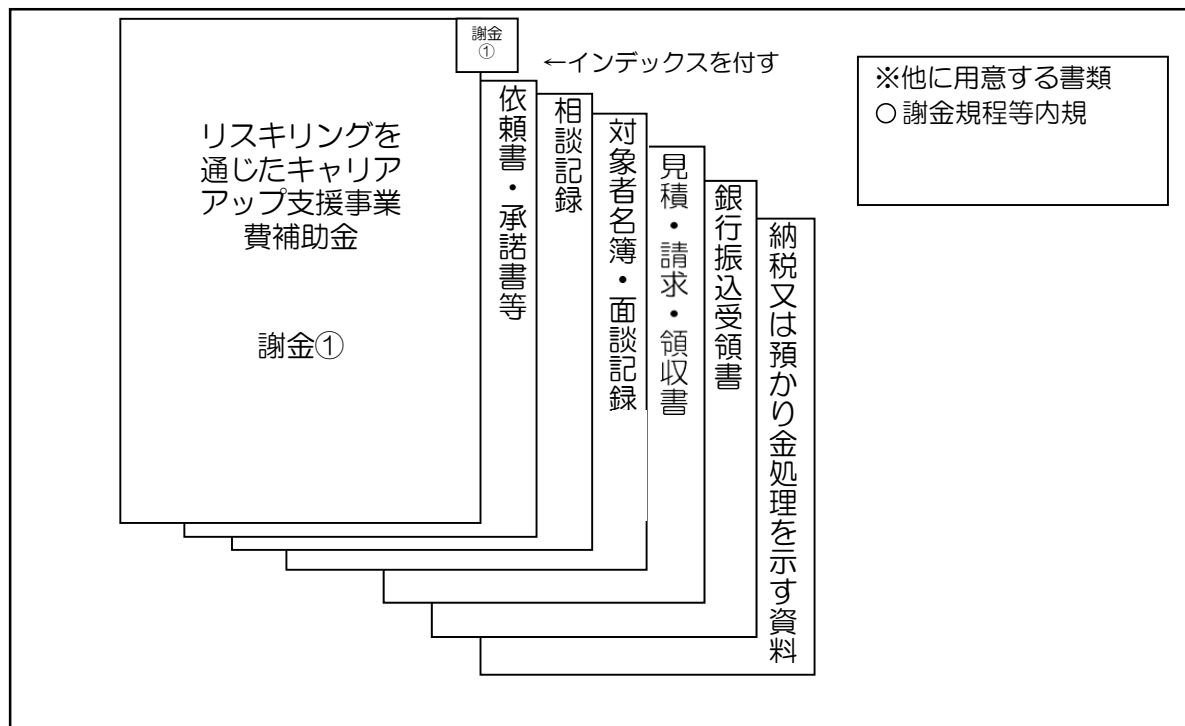 謝金
①
←インデックスを付す
※他に用意する書類
○謝金規程等内規
リスキリングを
通じたキャリア
アップ支援事業
費補助金
謝金①
依頼書・承諾書等
相談記録
対象者名簿・面談記録
見積・請求・領収書
銀行振込受領書
納税又は預かり金処理を示す資料